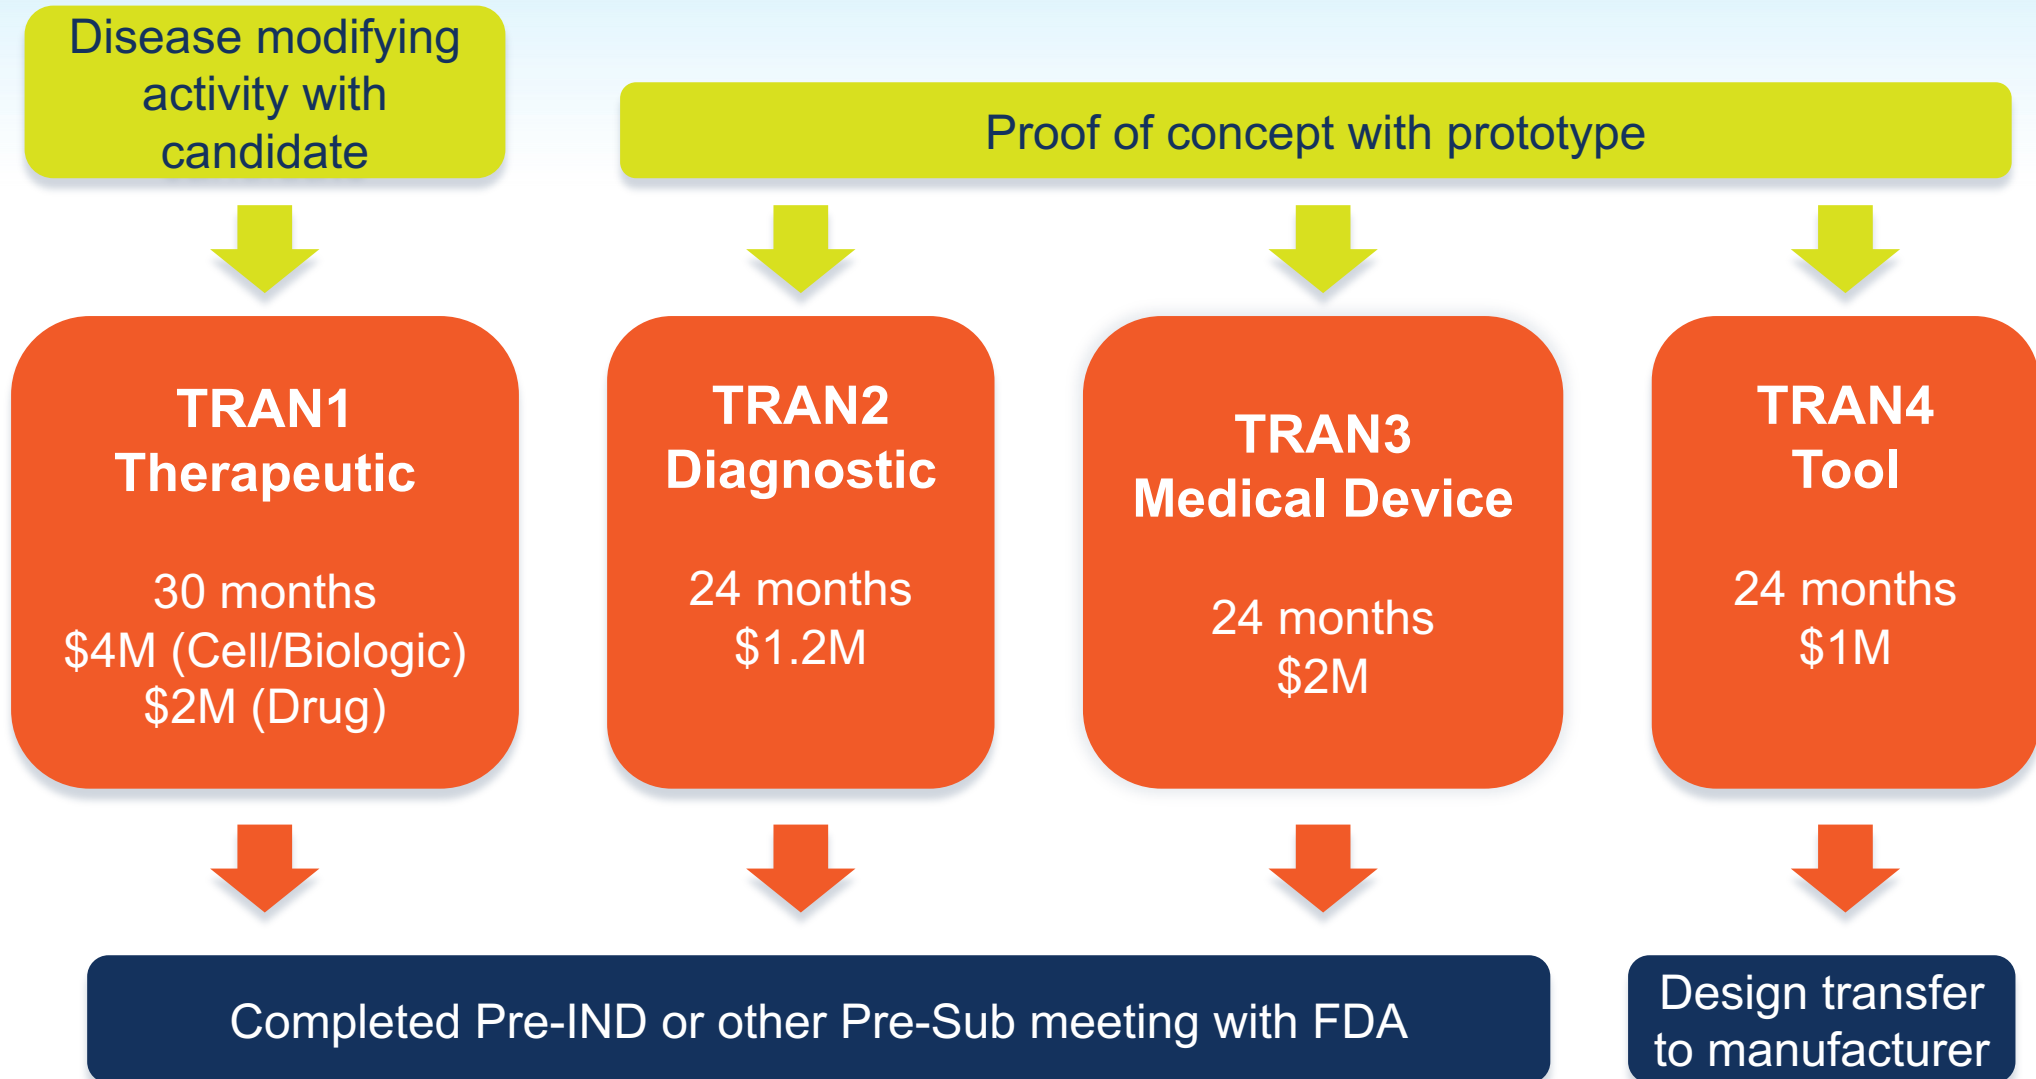 Disease modifying
activity with
candidate
Proof of concept with prototype
TRAN1
Therapeutic
30 months
$4M (Cell/Biologic)
$2M (Drug)
TRAN2
Diagnostic
24 months
$1.2M
TRAN3
Medical Device
24 months
$2M
TRAN4
Tool
24 months
$1M
Completed Pre-IND or other Pre-Sub meeting with FDA
Design transfer
to manufacturer